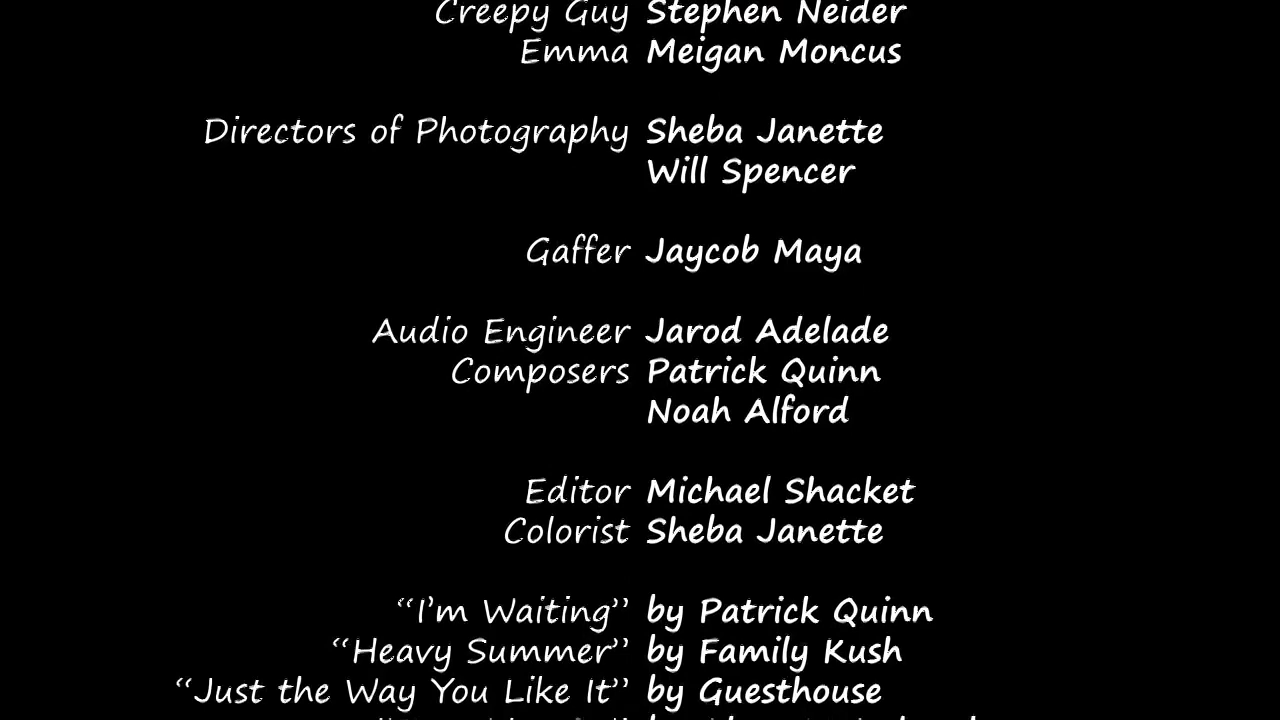 Creepy Guy Stephen Neider
Emma Meigan Moncus
Directors of Photography Sheba Janette
Will Spencer
Gaffer Jaycob Maya
Audio Engineer Jarod Adelade
Composers Patrick Quinn
Noah Alford
Editor Michael Shacket
Colorist Sheba Janette
“I’m Waiting” by Patrick Quinn
“Heavy Summer” by Family Kush
“Just the Way You Like It” by Guesthouse